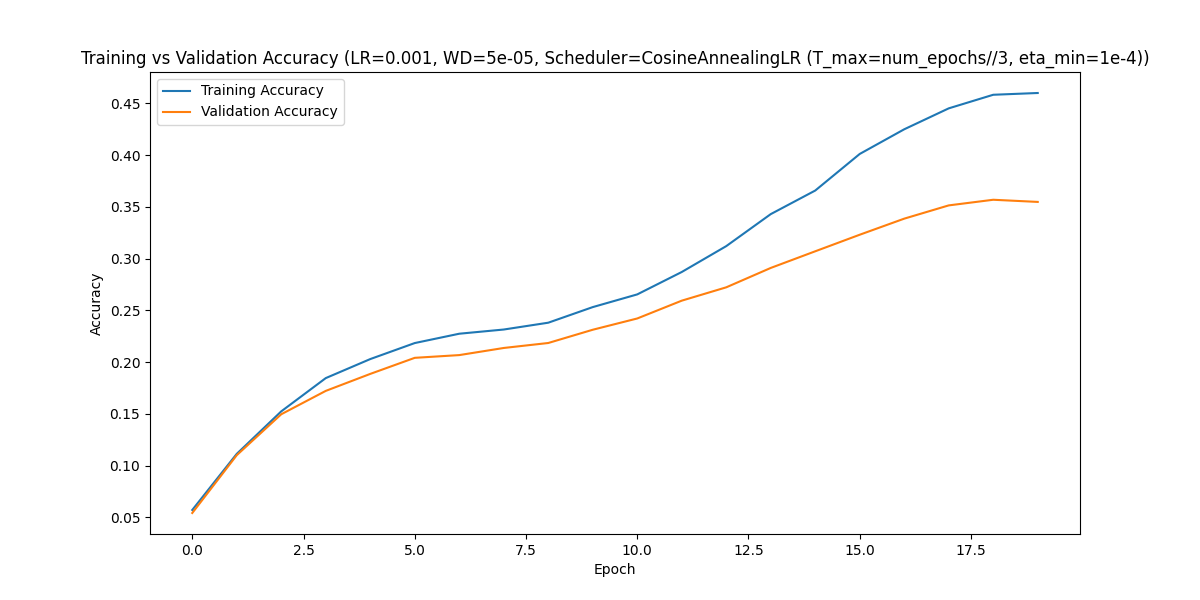 Training vs Validation Accuracy (LR=0.001, WD=5e-05, Scheduler=CosineAnnealingLR (T_max=num_epochs//3, eta_min=1e-4))
Training Accuracy
Validation Accuracy
0.45
0.40
0.35
0.30
0.25
0.20
0.15
0.10
0.05
Accuracy
0.0 2.5 5.0 7.5 10.0 12.5 15.0 17.5
Epoch